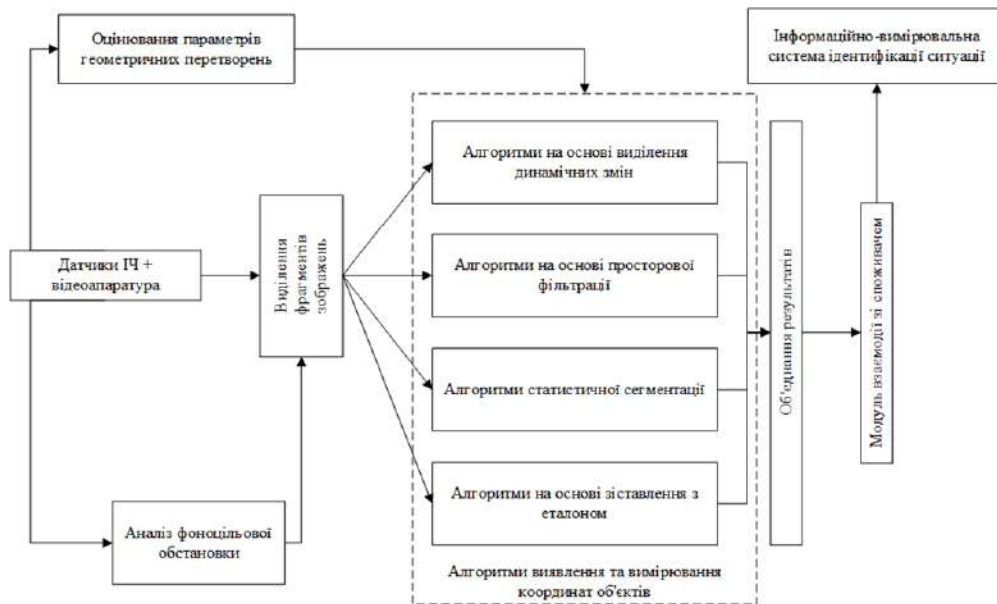 Оцінювання параметрів
геометричних перетворень
Інформаційно-вимірювальна
система ідентифікації ситуації
Алгоритми на основі виділення
динамічних змін
Датчики ІЧ +
відеоапаратура
Виділення
фрагментів
зображень
Алгоритми на основі просторової
фільтрації
Алгоритми статистичної сегментації
Алгоритми на основі зіставлення з
еталоном
Об'єднання результатів
Модуль взаємодії зі споживачем
Аналіз фоноцільової
обстановки
Алгоритми виявлення та вимірювання
координат об'єктів